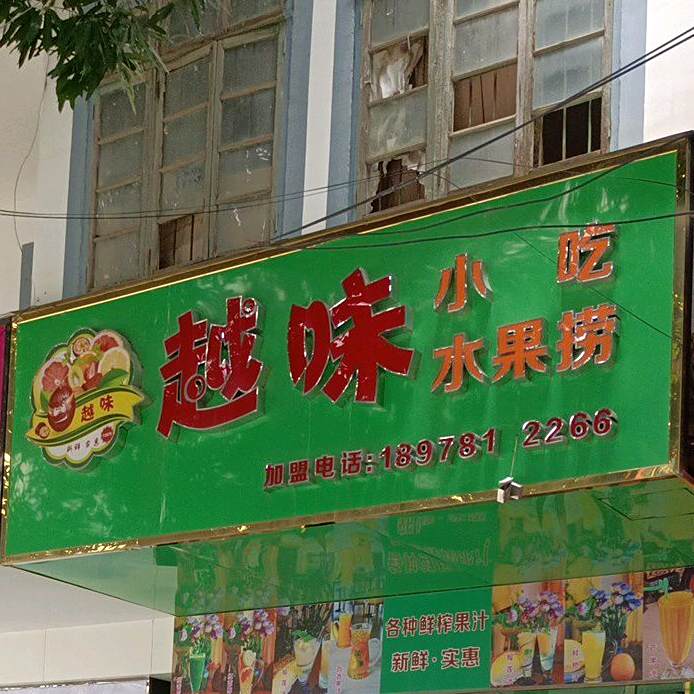 越味
小吃
水果捞
越味
加盟电话:189781 2266
各种鲜榨果汁
新鲜·实惠